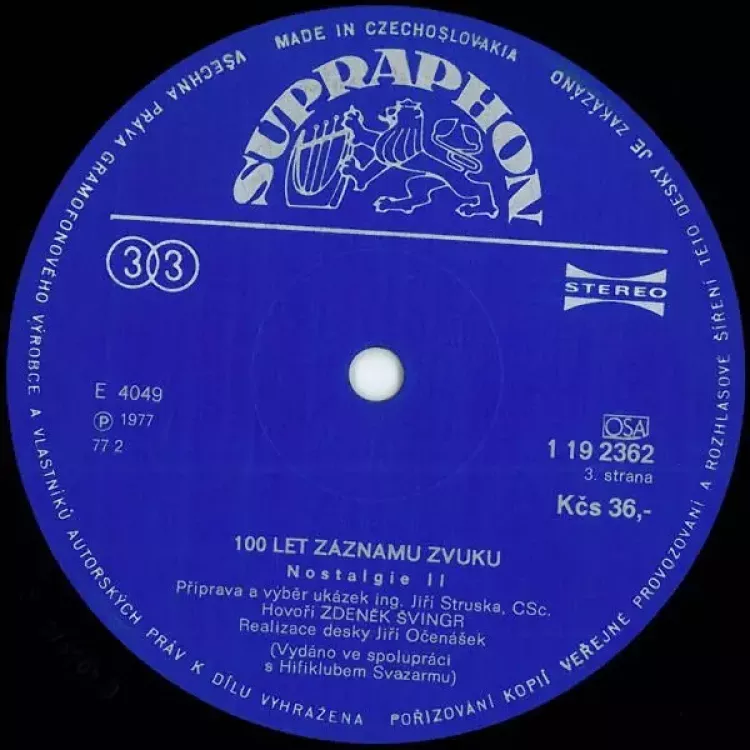 MADE IN CZECHOSLOVAKIA
SUPRAPHON
33
STEREO
E 4049
Ⓟ 1977
77 2
OSA
1 19 2362
3. strana
Kčs 36,-
100 LET ZÁZNAMU ZVUKU
Nostalgie II
Příprava a výběr ukázek ing. Jiří Struska, CSc.
Hovoří ZDENĚK ŠVINGR
Realizace desky Jiří Očenášek
(Vydáno ve spolupráci
s Hifiklubem Svazarmu)
VŠECHNA PRÁVA GRAMOFONOVÉHO VÝROBCE A VLASTNÍKŮ AUTORSKÝCH PRÁV K DÍLU VYHRAŽENA POŘIZOVÁNÍ KOPIÍ VEŘEJNÉ PROVOZOVÁNÍ A ROZHLASOVÉ ŠÍŘENÍ TÉTO DESKY JE ZAKÁZÁNO